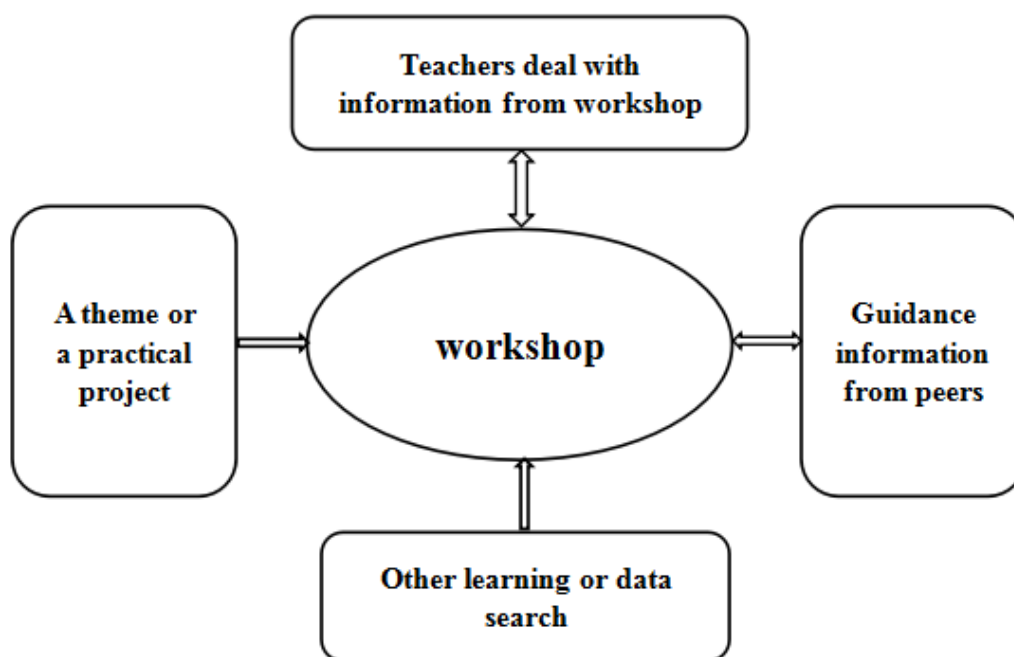 Teachers deal with
information from workshop
A theme or
a practical
project
workshop
Guidance
information
from peers
Other learning or data
search